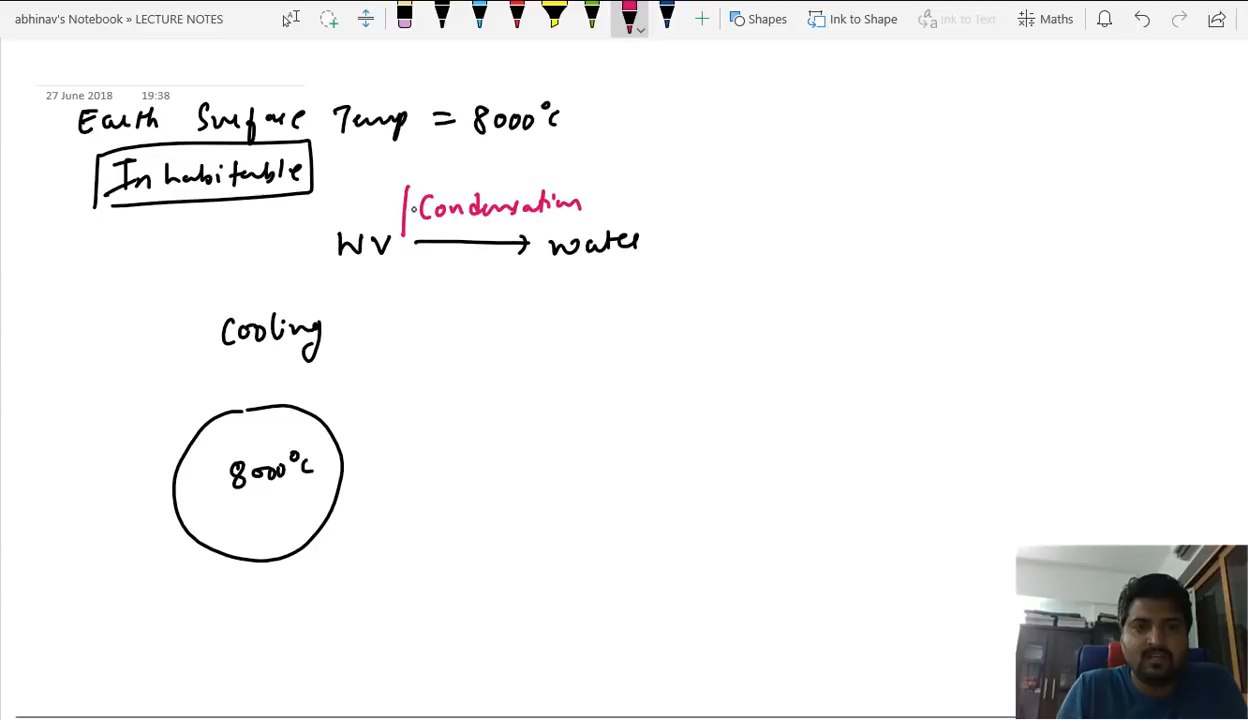 abhinav's Notebook » LECTURE NOTES
Shapes
Ink to Shape
Ink to Text
Maths
27 June 2018 19:38
Earth Surface Temp = 8000°C
Inhabitable
Condensation
WV → water
Cooling
8000°C